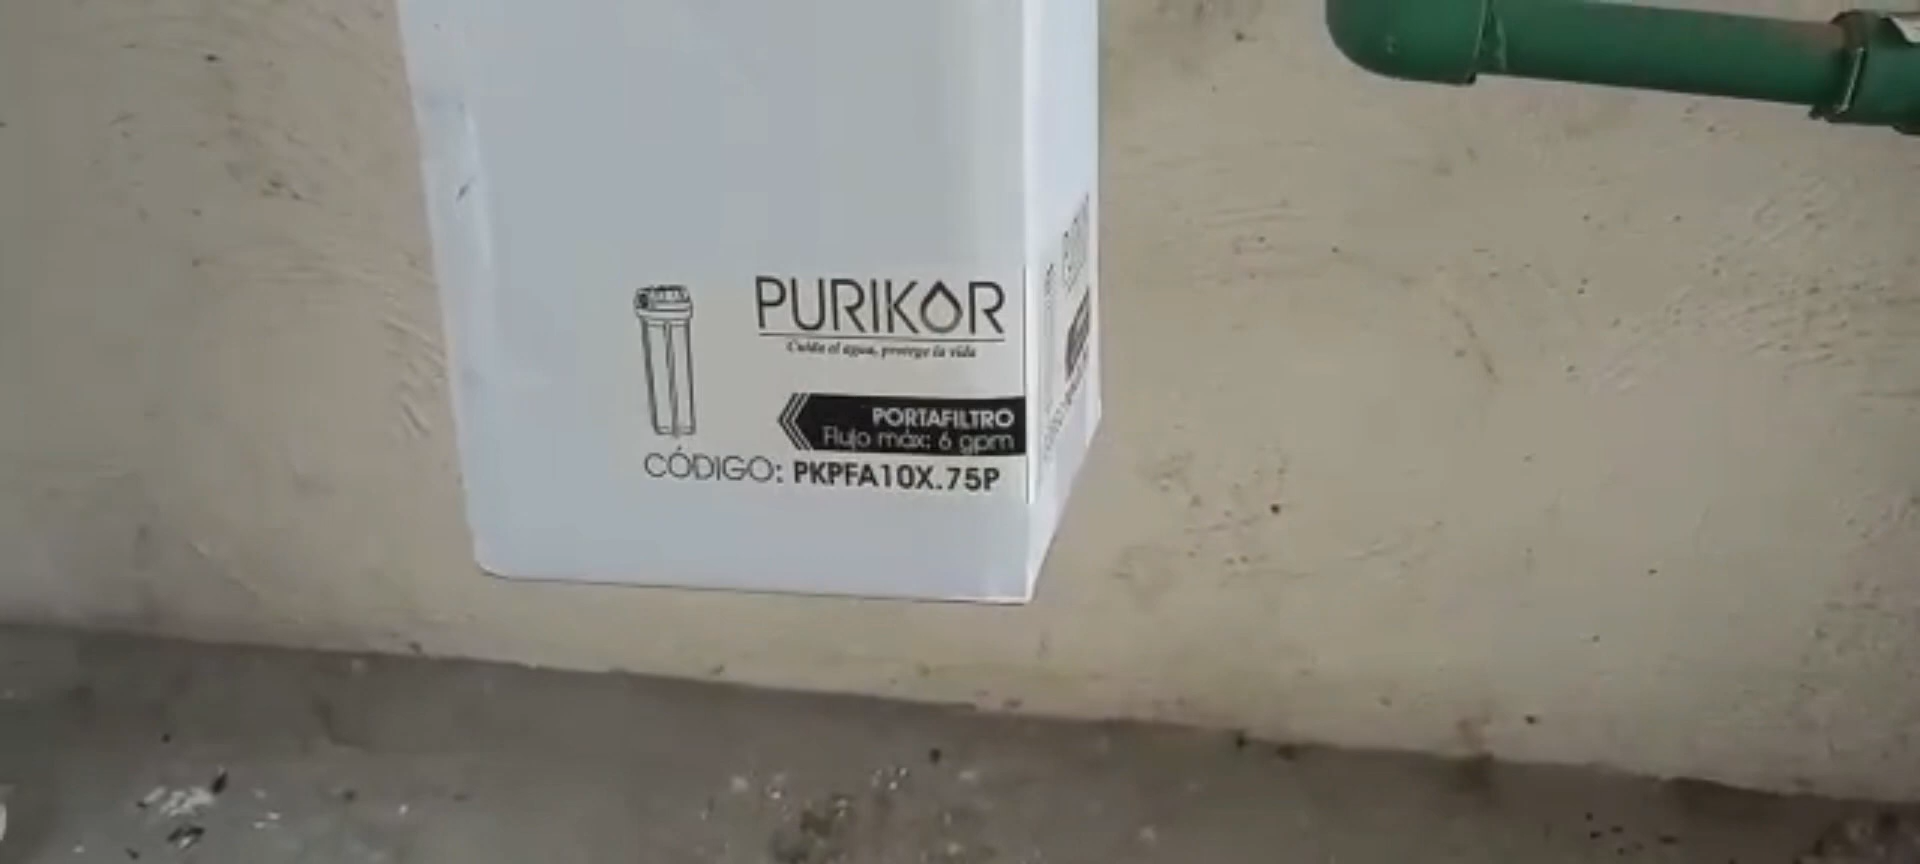 PURIKOR
Cuida el agua, protege la vida
PORTAFILTRO
Flujo máx: 6 gpm
CÓDIGO: PKPFA10X.75P